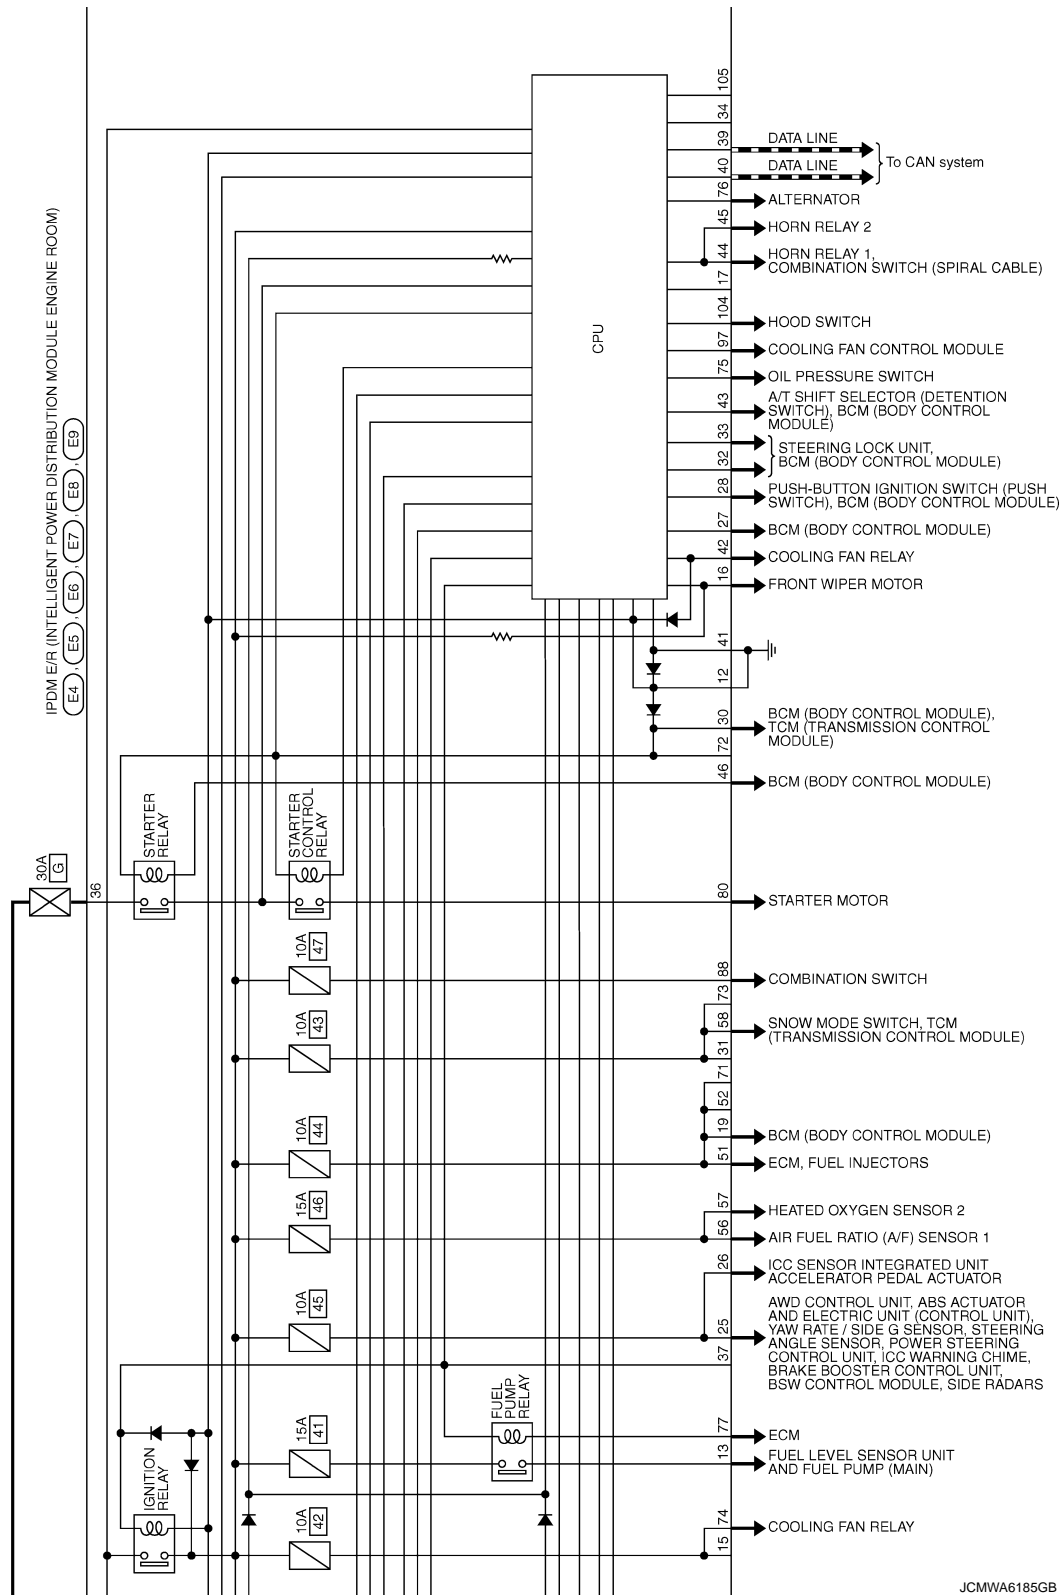 IPDM E/R (INTELLIGENT POWER DISTRIBUTION MODULE ENGINE ROOM)
E4 , E5 , E6 , E7 , E8 , E9
CPU
105
34
39
DATA LINE
40
DATA LINE
To CAN system
76
ALTERNATOR
45
HORN RELAY 2
44
HORN RELAY 1,
COMBINATION SWITCH (SPIRAL CABLE)
17
104
HOOD SWITCH
97
COOLING FAN CONTROL MODULE
75
OIL PRESSURE SWITCH
43
A/T SHIFT SELECTOR (DETENTION
SWITCH), BCM (BODY CONTROL
MODULE)
33
32
STEERING LOCK UNIT,
BCM (BODY CONTROL MODULE)
28
PUSH-BUTTON IGNITION SWITCH (PUSH
SWITCH), BCM (BODY CONTROL MODULE)
27
BCM (BODY CONTROL MODULE)
42
COOLING FAN RELAY
16
FRONT WIPER MOTOR
41
12
30
BCM (BODY CONTROL MODULE),
TCM (TRANSMISSION CONTROL
MODULE)
72
46
BCM (BODY CONTROL MODULE)
STARTER
RELAY
STARTER
CONTROL
RELAY
30A
G
36
80
STARTER MOTOR
10A
47
88
COMBINATION SWITCH
73
10A
43
58
SNOW MODE SWITCH, TCM
(TRANSMISSION CONTROL MODULE)
31
71
52
10A
44
19
BCM (BODY CONTROL MODULE)
51
ECM, FUEL INJECTORS
15A
46
57
HEATED OXYGEN SENSOR 2
56
AIR FUEL RATIO (A/F) SENSOR 1
26
ICC SENSOR INTEGRATED UNIT
ACCELERATOR PEDAL ACTUATOR
10A
45
25
AWD CONTROL UNIT, ABS ACTUATOR
AND ELECTRIC UNIT (CONTROL UNIT),
YAW RATE / SIDE G SENSOR, STEERING
ANGLE SENSOR, POWER STEERING
CONTROL UNIT, ICC WARNING CHIME,
BRAKE BOOSTER CONTROL UNIT,
BSW CONTROL MODULE, SIDE RADARS
37
FUEL
PUMP
RELAY
15A
41
77
ECM
13
FUEL LEVEL SENSOR UNIT
AND FUEL PUMP (MAIN)
IGNITION
RELAY
10A
42
74
COOLING FAN RELAY
15
JCMWA6185GB